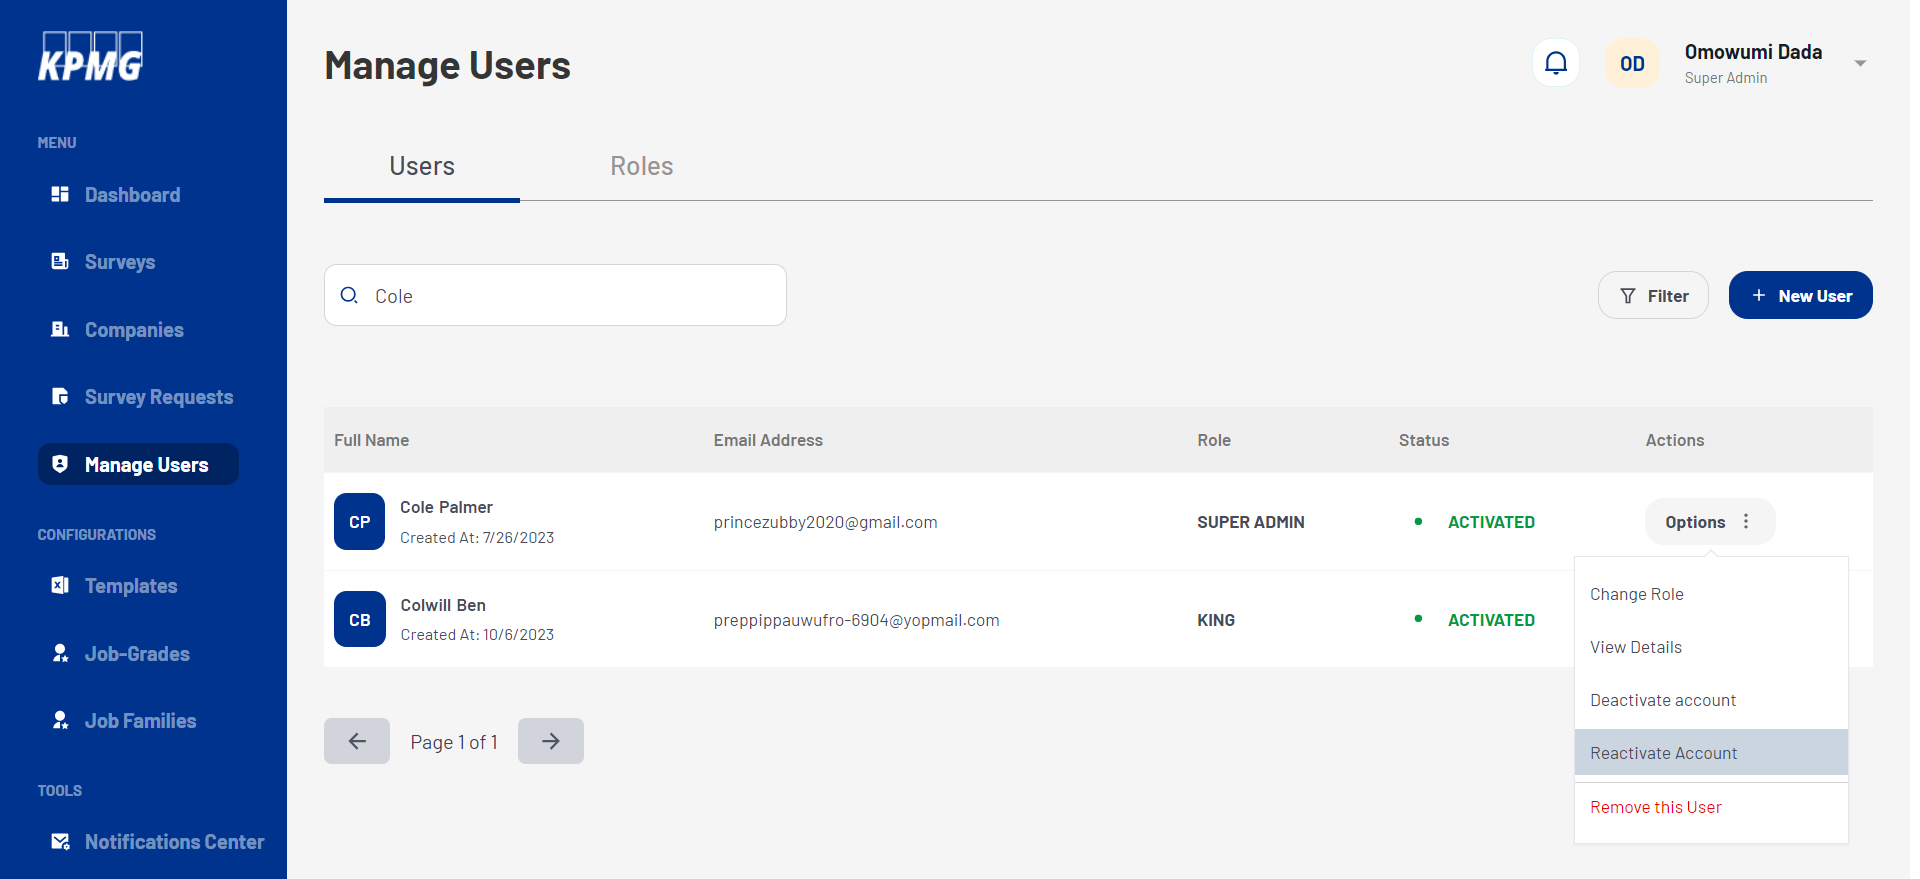 KPMG
MENU
Dashboard
Surveys
Companies
Survey Requests
Manage Users
CONFIGURATIONS
Templates
Job-Grades
Job Families
TOOLS
Notifications Center
Manage Users
OD
Omowumi Dada
Super Admin
Users
Roles
Cole
Filter
+ New User
Full Name
Email Address
Role
Status
Actions
CP
Cole Palmer
Created At: 7/26/2023
princezubby2020@gmail.com
SUPER ADMIN
ACTIVATED
Options
CB
Colwill Ben
Created At: 10/6/2023
preppippauwufro-6904@yopmail.com
KING
ACTIVATED
Change Role
View Details
Deactivate account
Reactivate Account
Remove this User
Page 1 of 1